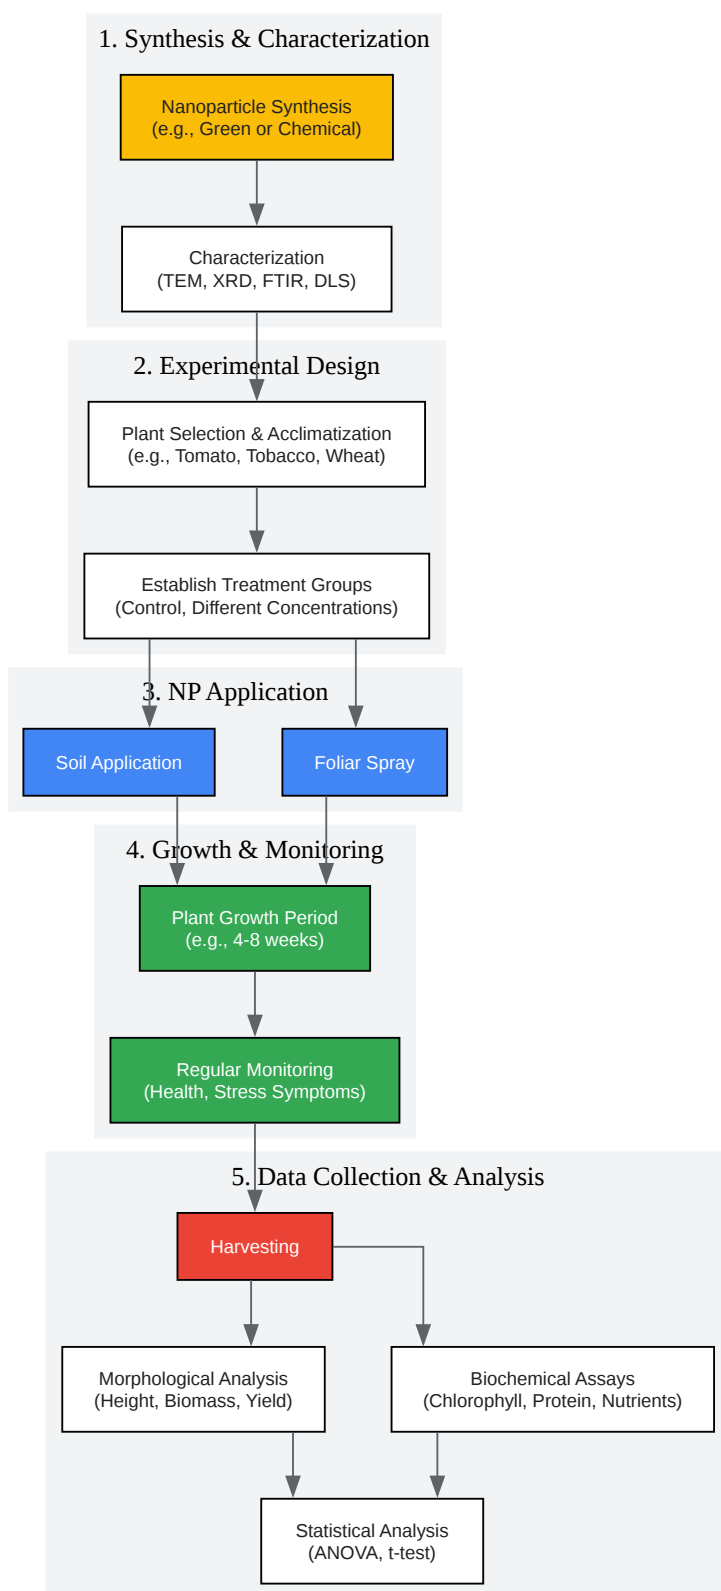 1. Synthesis & Characterization
Nanoparticle Synthesis
(e.g., Green or Chemical)
Characterization
(TEM, XRD, FTIR, DLS)
2. Experimental Design
Plant Selection & Acclimatization
(e.g., Tomato, Tobacco, Wheat)
Establish Treatment Groups
(Control, Different Concentrations)
3. NP Application
Soil Application
Foliar Spray
4. Growth & Monitoring
Plant Growth Period
(e.g., 4-8 weeks)
Regular Monitoring
(Health, Stress Symptoms)
5. Data Collection & Analysis
Harvesting
Morphological Analysis
(Height, Biomass, Yield)
Biochemical Assays
(Chlorophyll, Protein, Nutrients)
Statistical Analysis
(ANOVA, t-test)